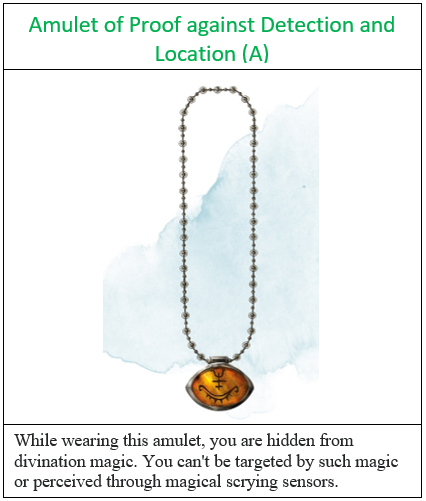 Amulet of Proof against Detection and
Location (A)
While wearing this amulet, you are hidden from
divination magic. You can't be targeted by such magic
or perceived through magical scrying sensors.